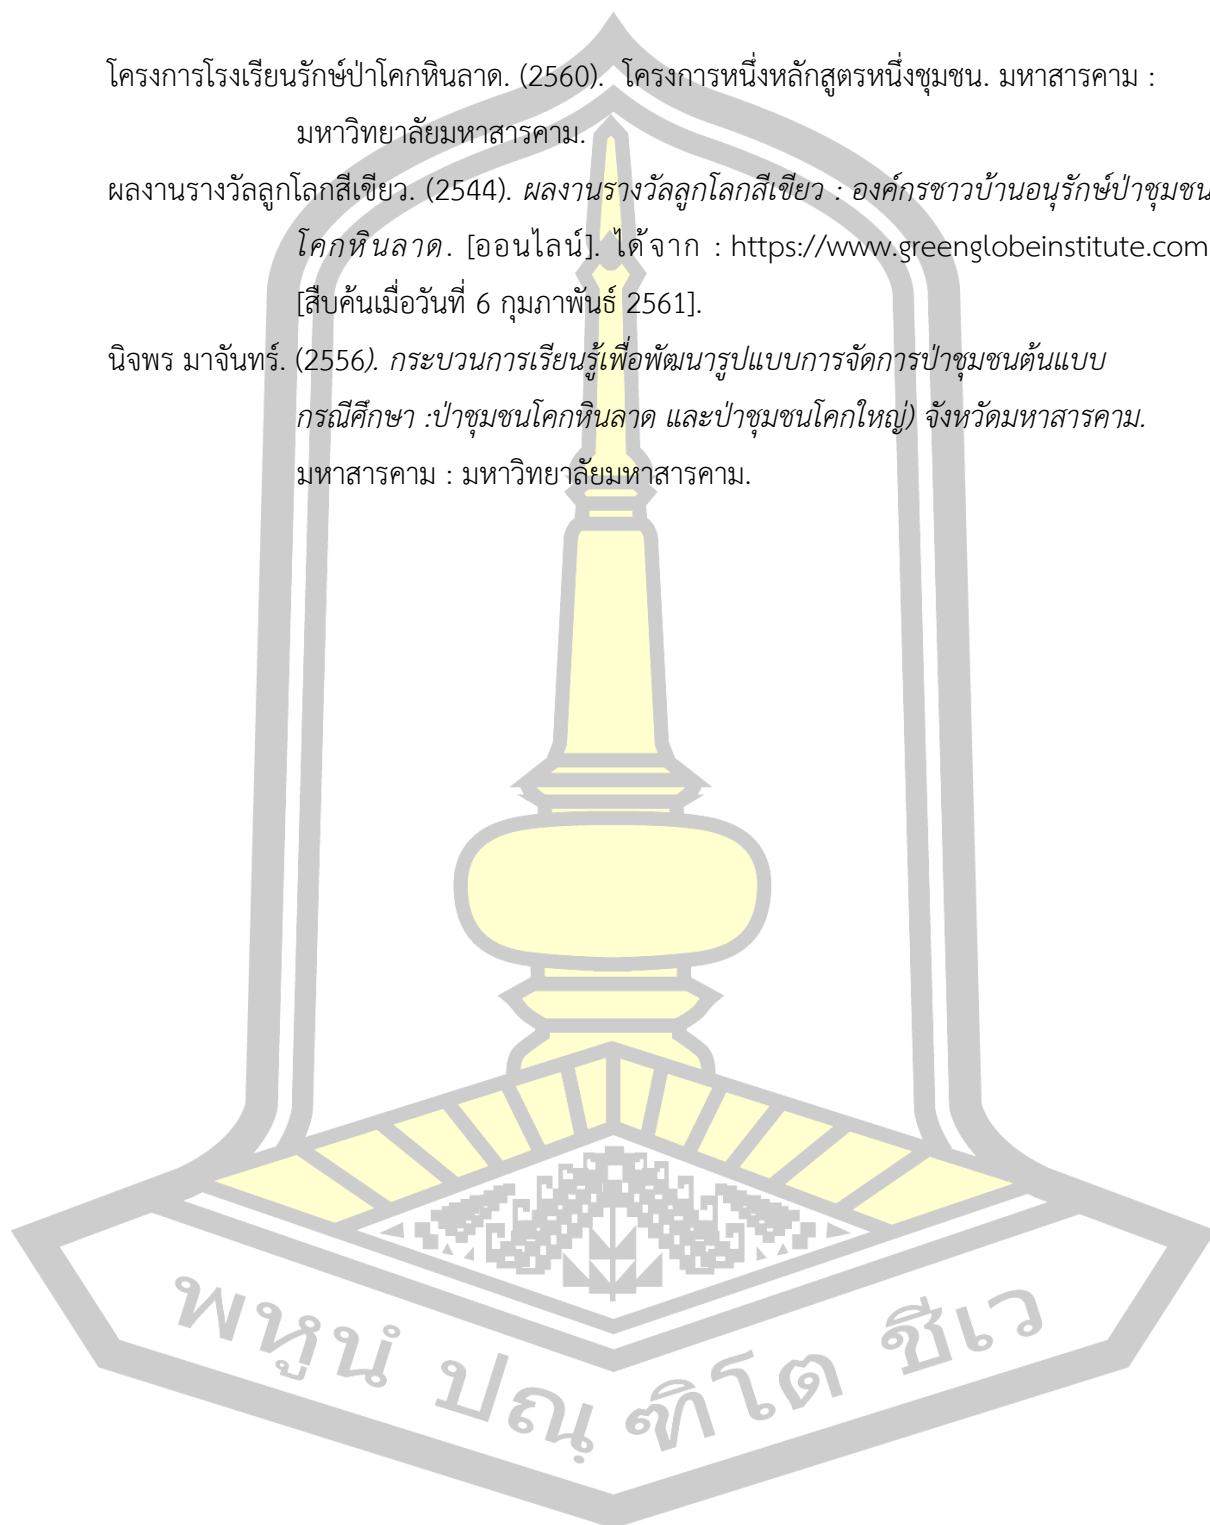 โครงการโรงเรียนรักษ์ป่าโคกหินลาด. (2560). โครงการหนึ่งหลักสูตรหนึ่งชุมชน. มหาสารคาม :
มหาวิทยาลัยมหาสารคาม.
ผลงานรางวัลลูกโลกสีเขียว. (2544). ผลงานรางวัลลูกโลกสีเขียว : องค์กรชาวบ้านอนุรักษ์ป่าชุมชน
โคกหินลาด. [ออนไลน์]. ได้จาก : https://www.greenglobeinstitute.com
[สืบค้นเมื่อวันที่ 6 กุมภาพันธ์ 2561].
นิจพร มาจันทร์. (2556). กระบวนการเรียนรู้เพื่อพัฒนารูปแบบการจัดการป่าชุมชนต้นแบบ
กรณีศึกษา :ป่าชุมชนโคกหินลาด และป่าชุมชนโคกใหญ่) จังหวัดมหาสารคาม.
มหาสารคาม : มหาวิทยาลัยมหาสารคาม.
พหูนํ ปณฺฑิโต ชีเว